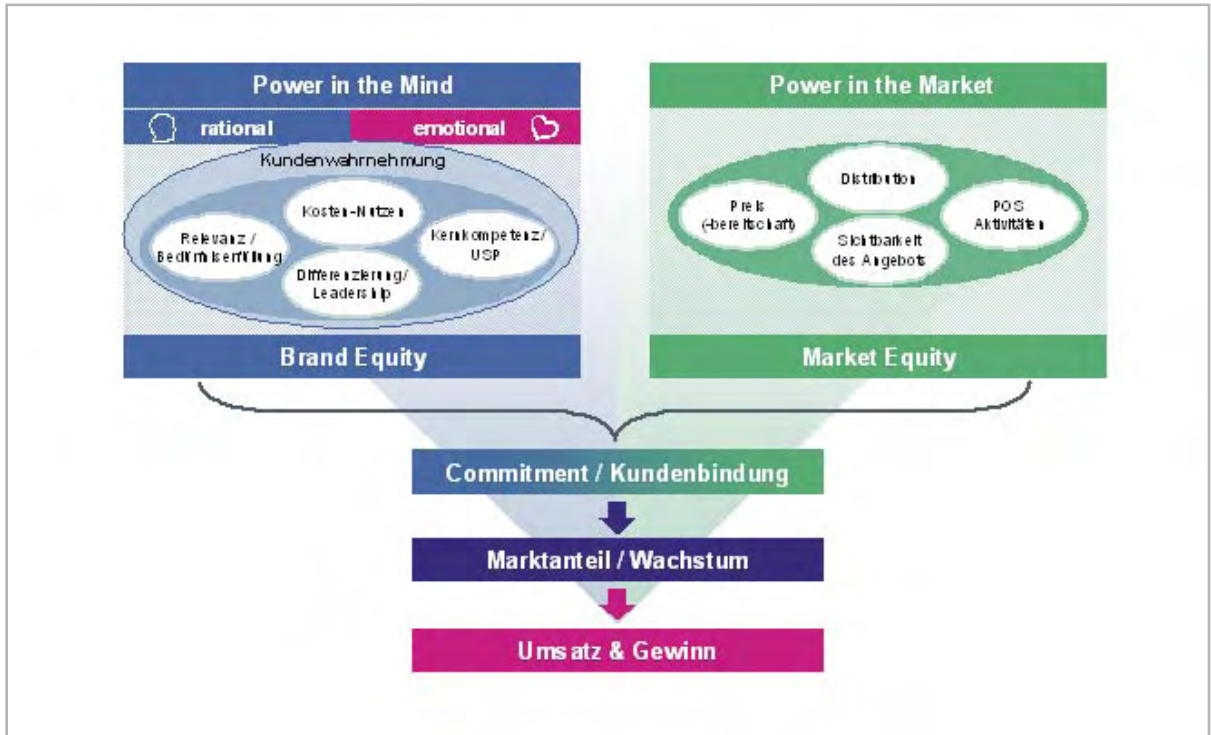 Power in the Mind
rational
emotional
Kundenwahrnehmung
Kosten-Nutzen
Relevanz /
Bedürfniserfüllung
Kernkompetenz/
USP
Differenzierung/
Leadership
Brand Equity
Power in the Market
Distribution
Preis
(-bereitschaft)
POS
Aktivitäten
Sichtbarkeit
des Angebots
Market Equity
Commitment / Kundenbindung
Marktanteil / Wachstum
Umsatz & Gewinn